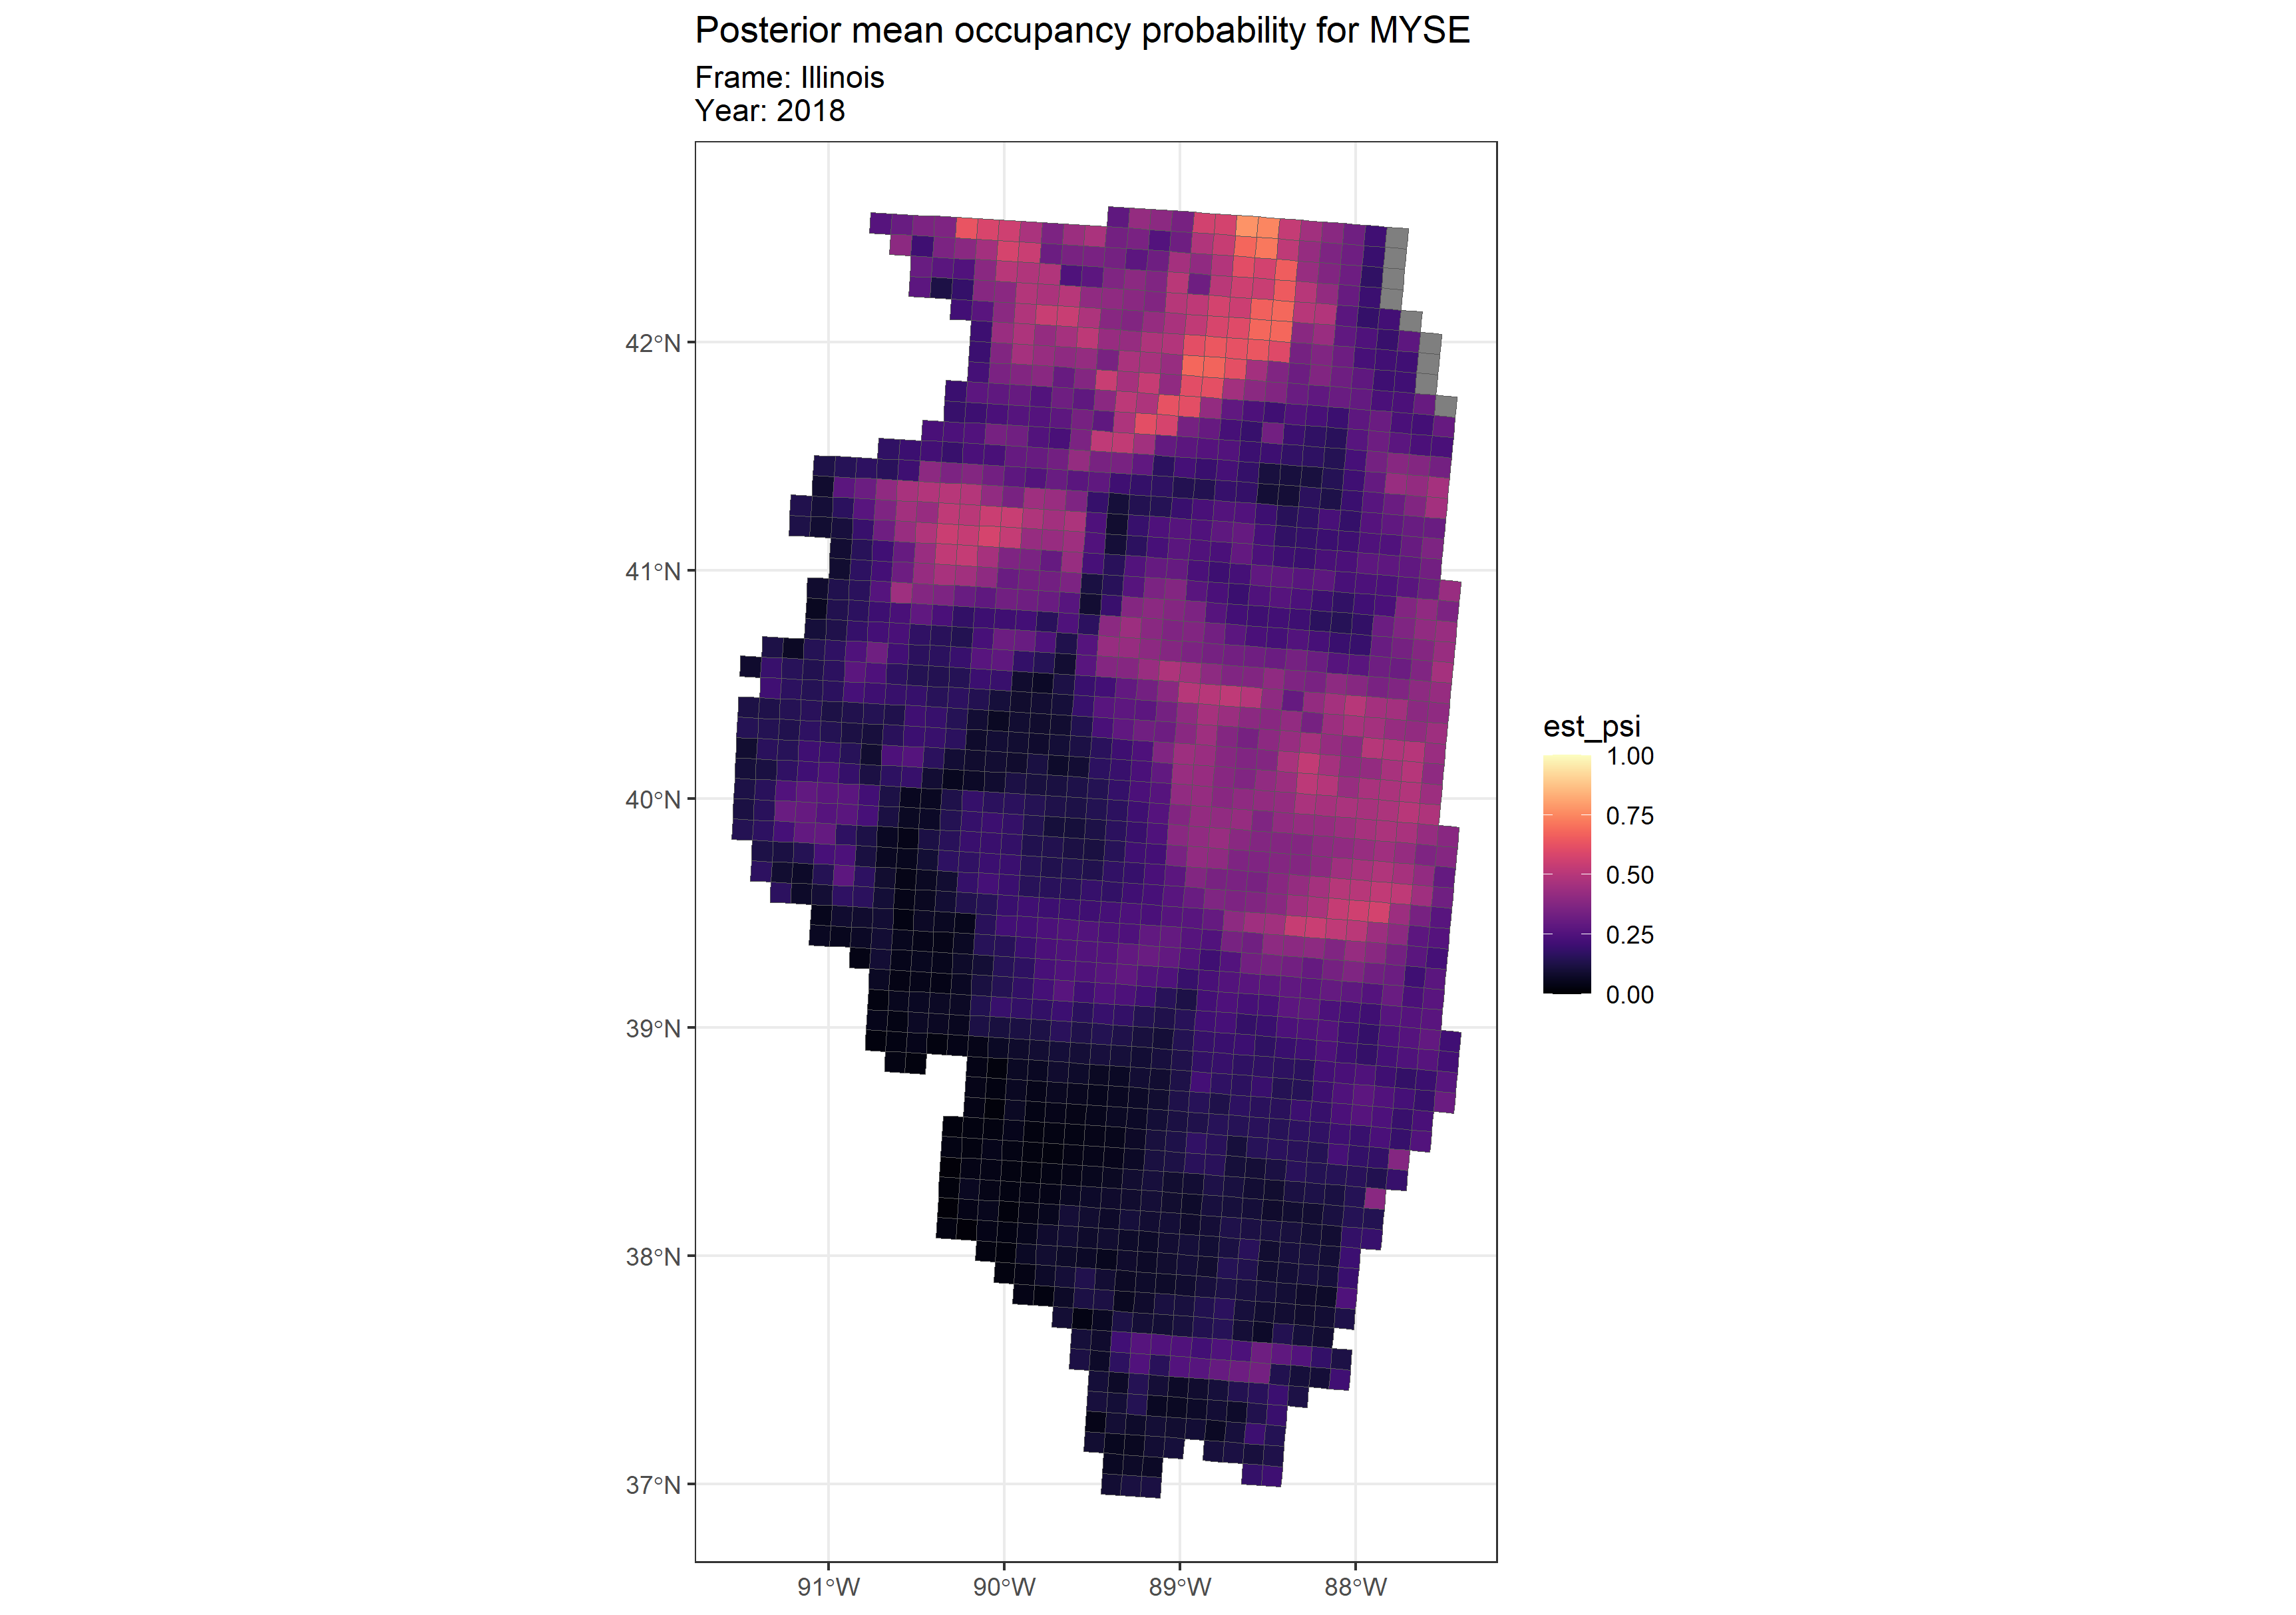 Posterior mean occupancy probability for MYSE
Frame: Illinois
Year: 2018
42°N
41°N
40°N
39°N
38°N
37°N
91°W
90°W
89°W
88°W
est_psi
1.00
0.75
0.50
0.25
0.00